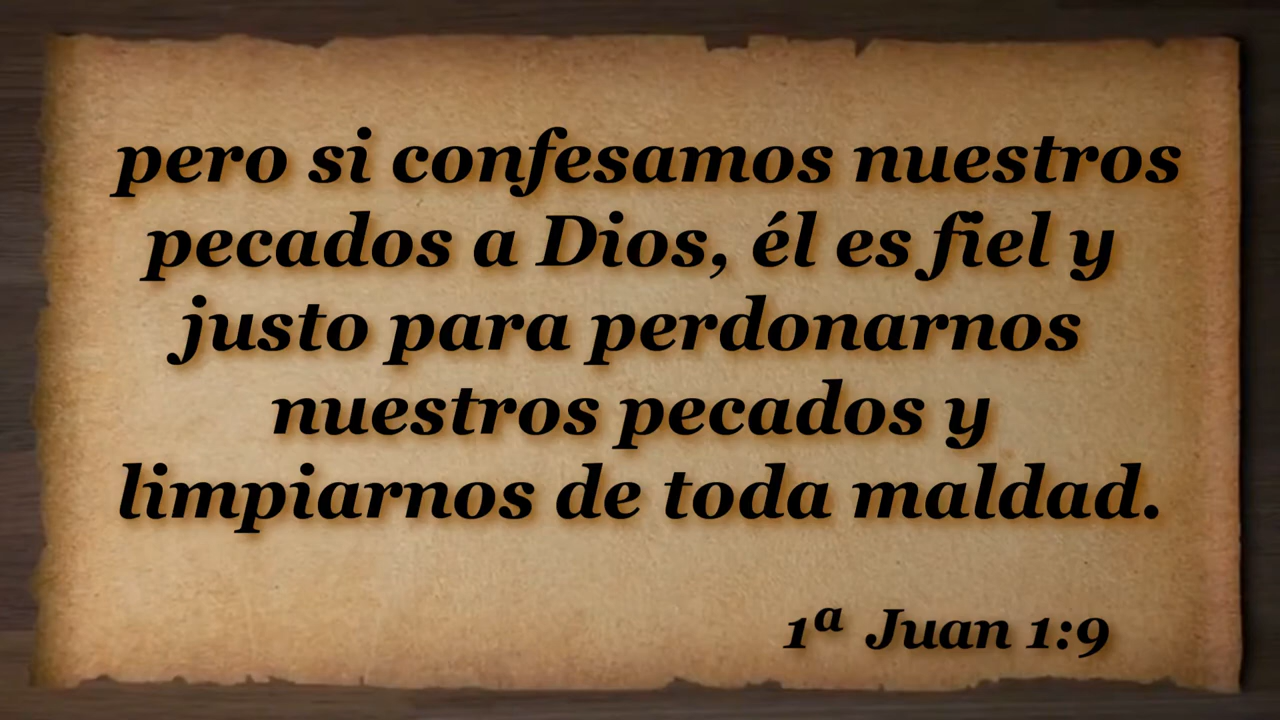 pero si confesamos nuestros
pecados a Dios, él es fiel y
justo para perdonarnos
nuestros pecados y
limpiarnos de toda maldad.
1ª Juan 1:9